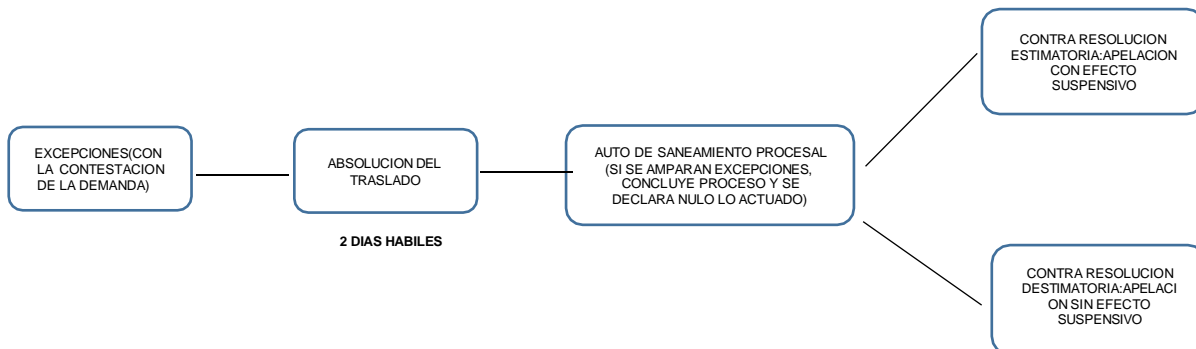 EXCEPCIONES(CON
LA CONTESTACION
DE LA DEMANDA)
ABSOLUCION DEL
TRASLADO
2 DIAS HABILES
AUTO DE SANEAMIENTO PROCESAL
(SI SE AMPARAN EXCEPCIONES,
CONCLUYE PROCESO Y SE
DECLARA NULO LO ACTUADO)
CONTRA RESOLUCION
ESTIMATORIA:APELACION
CON EFECTO
SUSPENSIVO
CONTRA RESOLUCION
DESTIMATORIA:APELACI
ON SIN EFECTO
SUSPENSIVO